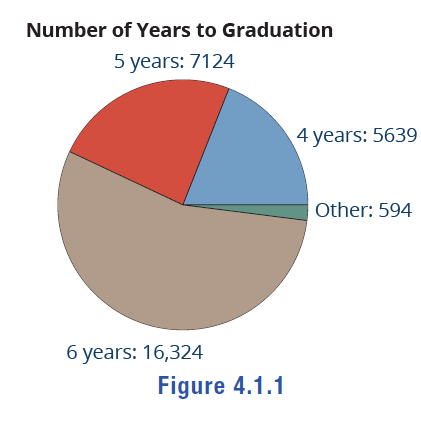 Number of Years to Graduation
5 years: 7124
4 years: 5639
Other: 594
6 years: 16,324
Figure 4.1.1